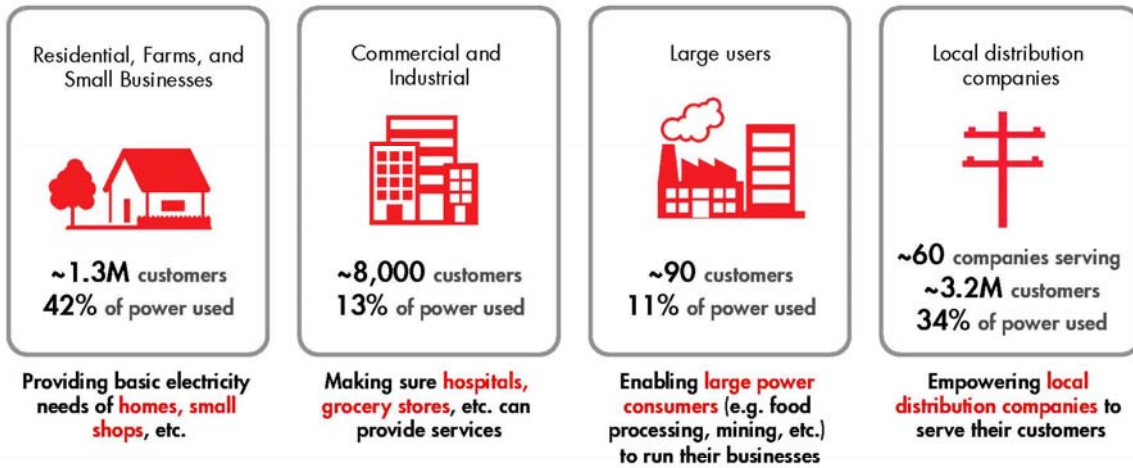 Residential, Farms, and
Small Businesses
~1.3M customers
42% of power used
Providing basic electricity
needs of homes, small
shops, etc.
Commercial and
Industrial
~8,000 customers
13% of power used
Making sure hospitals,
grocery stores, etc. can
provide services
Large users
~90 customers
11% of power used
Enabling large power
consumers (e.g. food
processing, mining, etc.)
to run their businesses
Local distribution
companies
~60 companies serving
~3.2M customers
34% of power used
Empowering local
distribution companies to
serve their customers